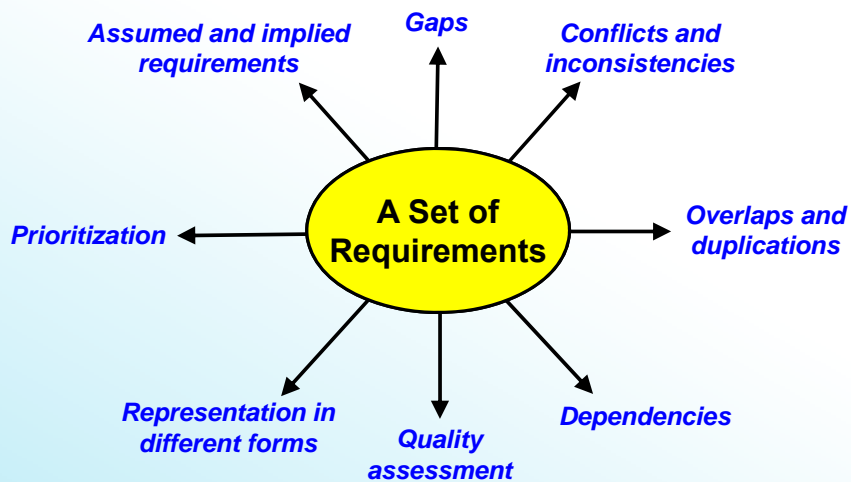 Gaps
Assumed and implied
requirements
Conflicts and
inconsistencies
A Set of
Requirements
Prioritization
Overlaps and
duplications
Representation in
different forms
Quality
assessment
Dependencies